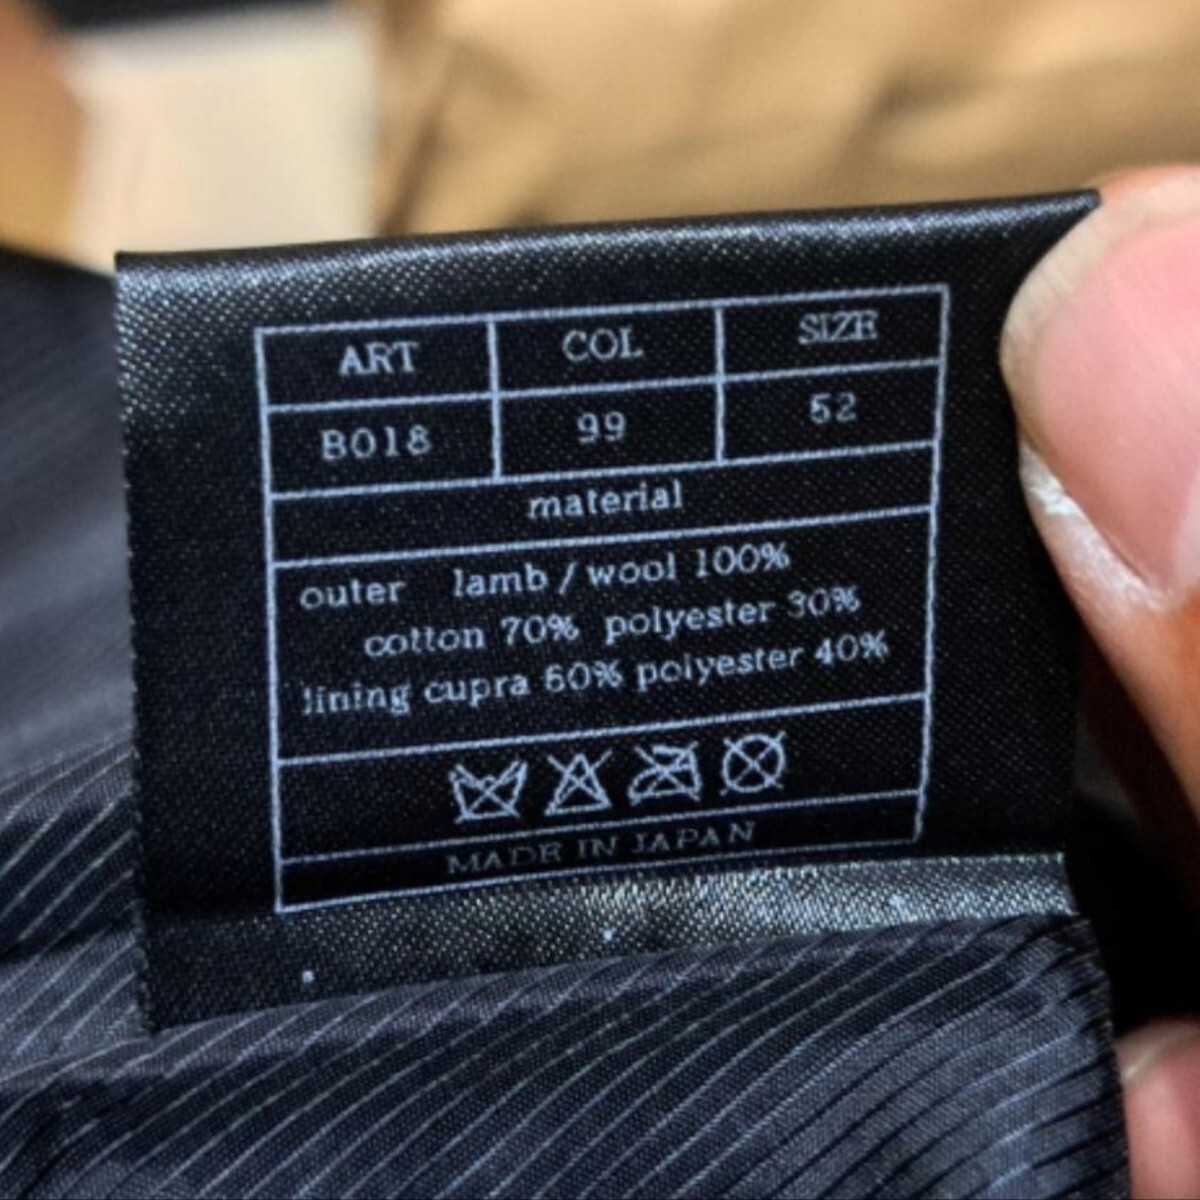 ART COL SIZE
B018 99 52
material
outer lamb / wool 100%
cotton 70% polyester 30%
lining cupra 60% polyester 40%
MADE IN JAPAN